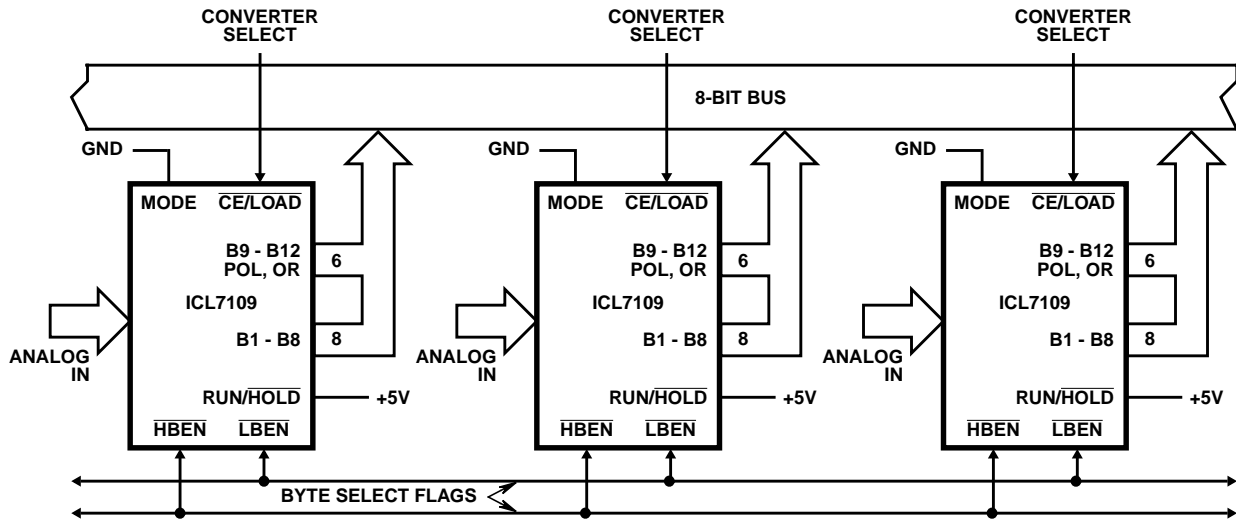 CONVERTER
SELECT
CONVERTER
SELECT
CONVERTER
SELECT
8-BIT BUS
GND
MODE
CE/LOAD
B9 - B12
POL, OR
6
ICL7109
B1 - B8
8
ANALOG
IN
RUN/HOLD
+5V
HBEN
LBEN
GND
MODE
CE/LOAD
B9 - B12
POL, OR
6
ICL7109
B1 - B8
8
ANALOG
IN
RUN/HOLD
+5V
HBEN
LBEN
GND
MODE
CE/LOAD
B9 - B12
POL, OR
6
ICL7109
B1 - B8
8
ANALOG
IN
RUN/HOLD
+5V
HBEN
LBEN
BYTE SELECT FLAGS